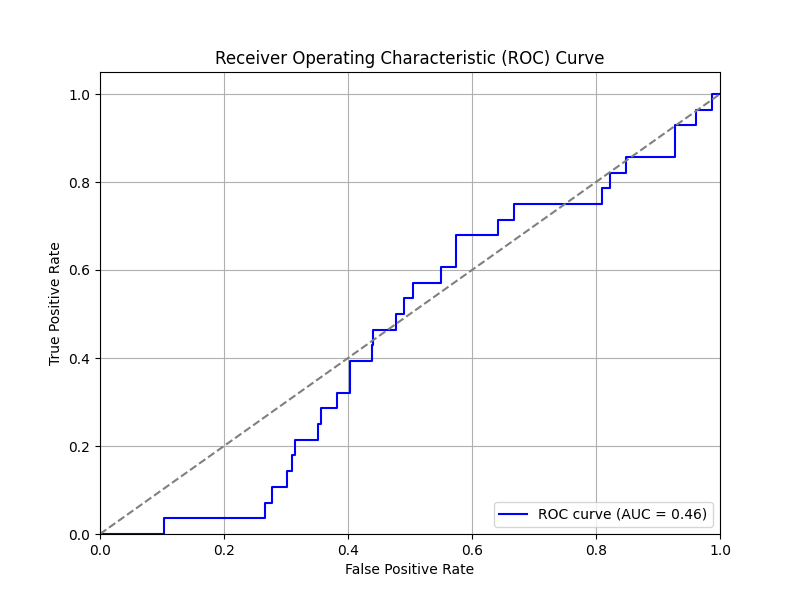 Receiver Operating Characteristic (ROC) Curve
True Positive Rate
1.0
0.8
0.6
0.4
0.2
0.0
ROC curve (AUC = 0.46)
0.0 0.2 0.4 0.6 0.8 1.0
False Positive Rate